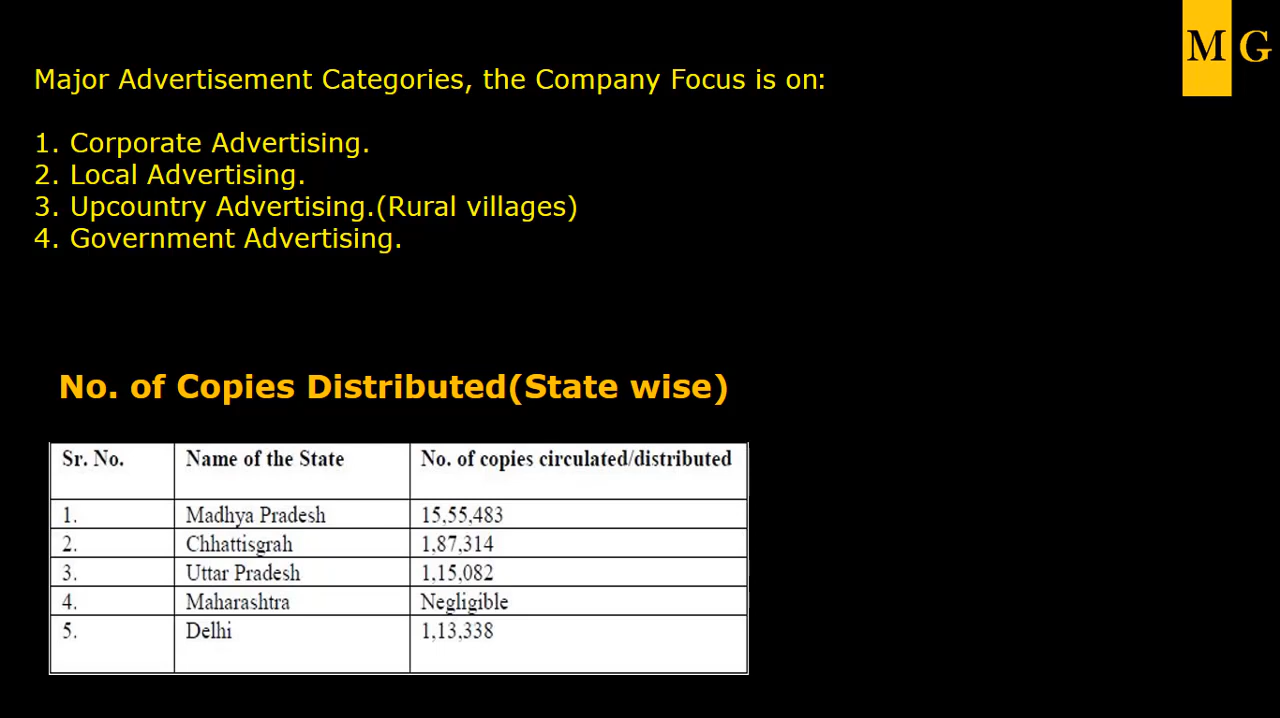 M G
Major Advertisement Categories, the Company Focus is on:
1. Corporate Advertising.
2. Local Advertising.
3. Upcountry Advertising.(Rural villages)
4. Government Advertising.
No. of Copies Distributed(State wise)
Sr. No. Name of the State No. of copies circulated/distributed
1. Madhya Pradesh 15,55,483
2. Chhattisgrah 1,87,314
3. Uttar Pradesh 1,15,082
4. Maharashtra Negligible
5. Delhi 1,13,338